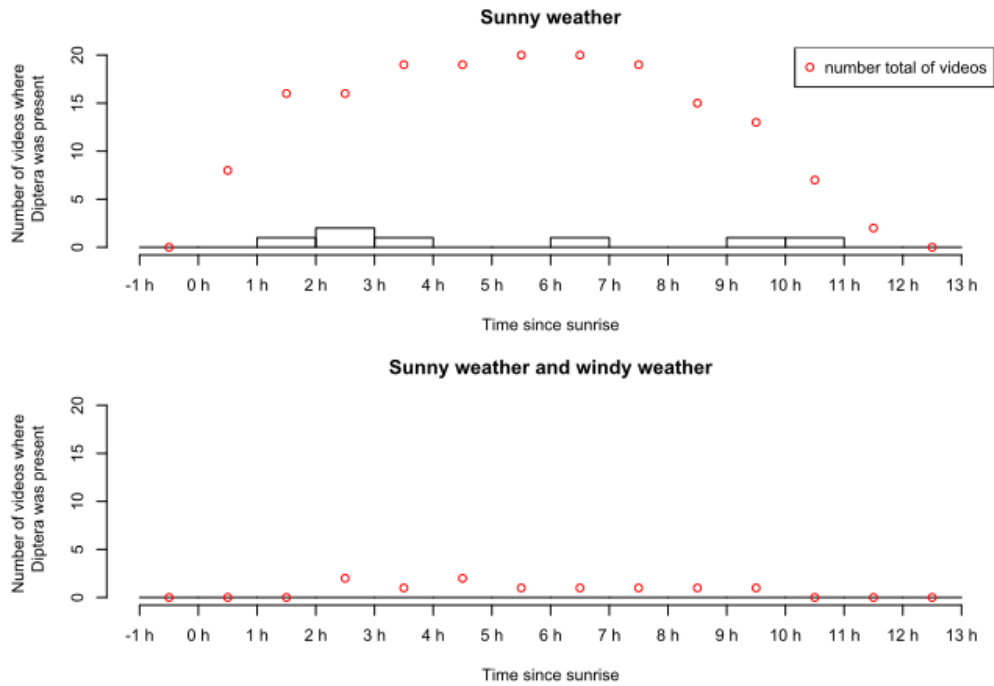 Sunny weather
Number of videos where
Diptera was present
20
15
10
5
0
number total of videos
-1 h 0 h 1 h 2 h 3 h 4 h 5 h 6 h 7 h 8 h 9 h 10 h 11 h 12 h 13 h
Time since sunrise
Sunny weather and windy weather
Number of videos where
Diptera was present
20
15
10
5
0
-1 h 0 h 1 h 2 h 3 h 4 h 5 h 6 h 7 h 8 h 9 h 10 h 11 h 12 h 13 h
Time since sunrise